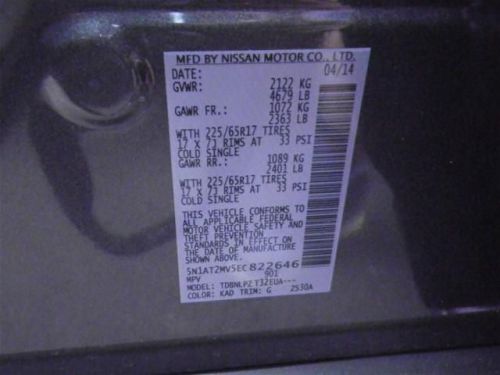 MFD BY NISSAN MOTOR CO., LTD.
DATE: 04/14
GVWR: 2122 KG
4679 LB
GAWR FR.: 1072 KG
2363 LB
WITH 225/65R17 TIRES
17 X 7J RIMS AT 33 PSI
COLD SINGLE
GAWR RR.: 1089 KG
2401 LB
WITH 225/65R17 TIRES
17 X 7J RIMS AT 33 PSI
COLD SINGLE
THIS VEHICLE CONFORMS TO
ALL APPLICABLE FEDERAL
MOTOR VEHICLE SAFETY AND
THEFT PREVENTION
STANDARDS IN EFFECT ON
THE DATE OF MANUFACTURE
5N1AT2MV5EC822646
MPV 901
MODEL:
COLOR: KAD TRIM: G 2530A